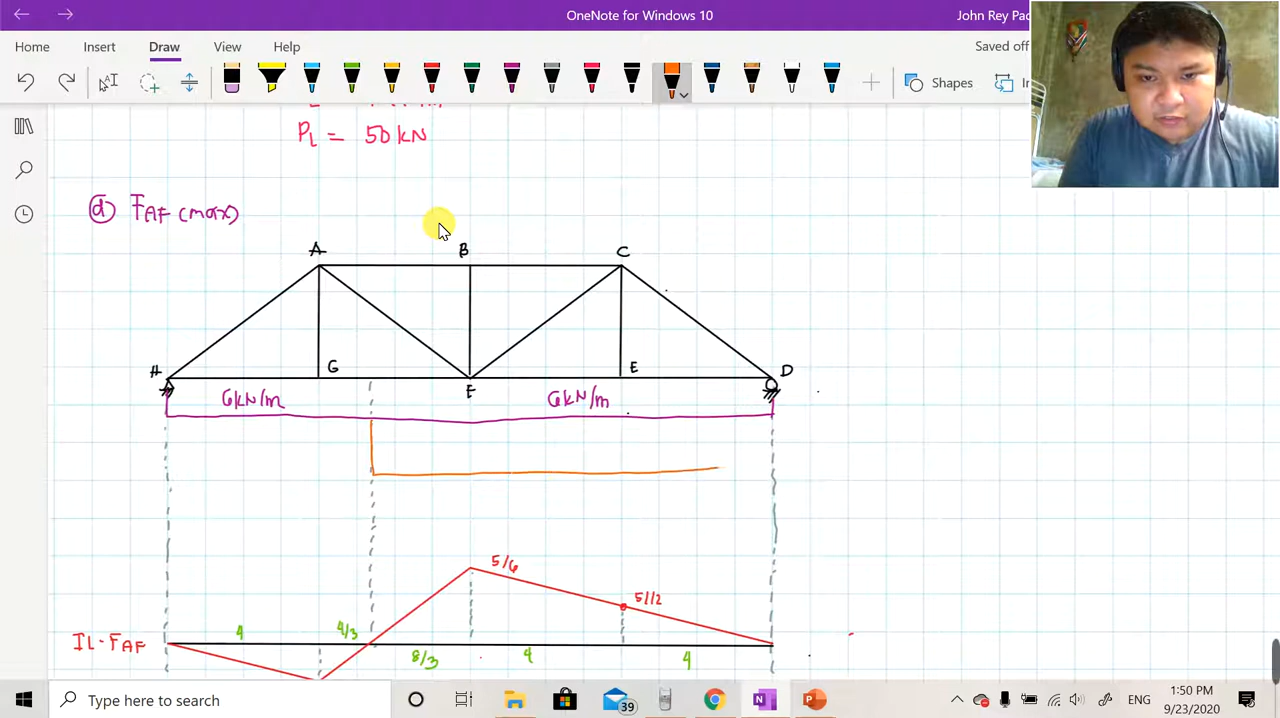 OneNote for Windows 10
John Rey Pac
Home Insert Draw View Help
Saved off
Shapes In
PL = 50 kN
ⓐ FAF (max)
A B C
H G F E D
6kN/m 6kN/m
5/6
5/12
IL-FAF
4 4/3 8/3 4 4
Type here to search
39
ENG
1:50 PM
9/23/2020